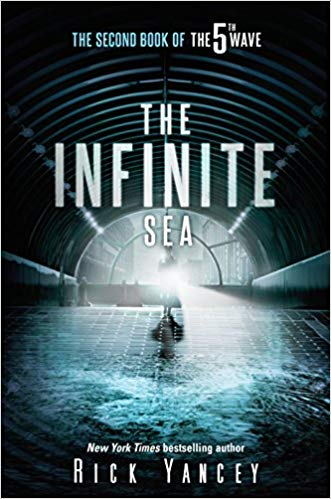 THE SECOND BOOK OF THE 5TH WAVE
THE
INFINITE
SEA
New York Times bestselling author
RICK YANCEY